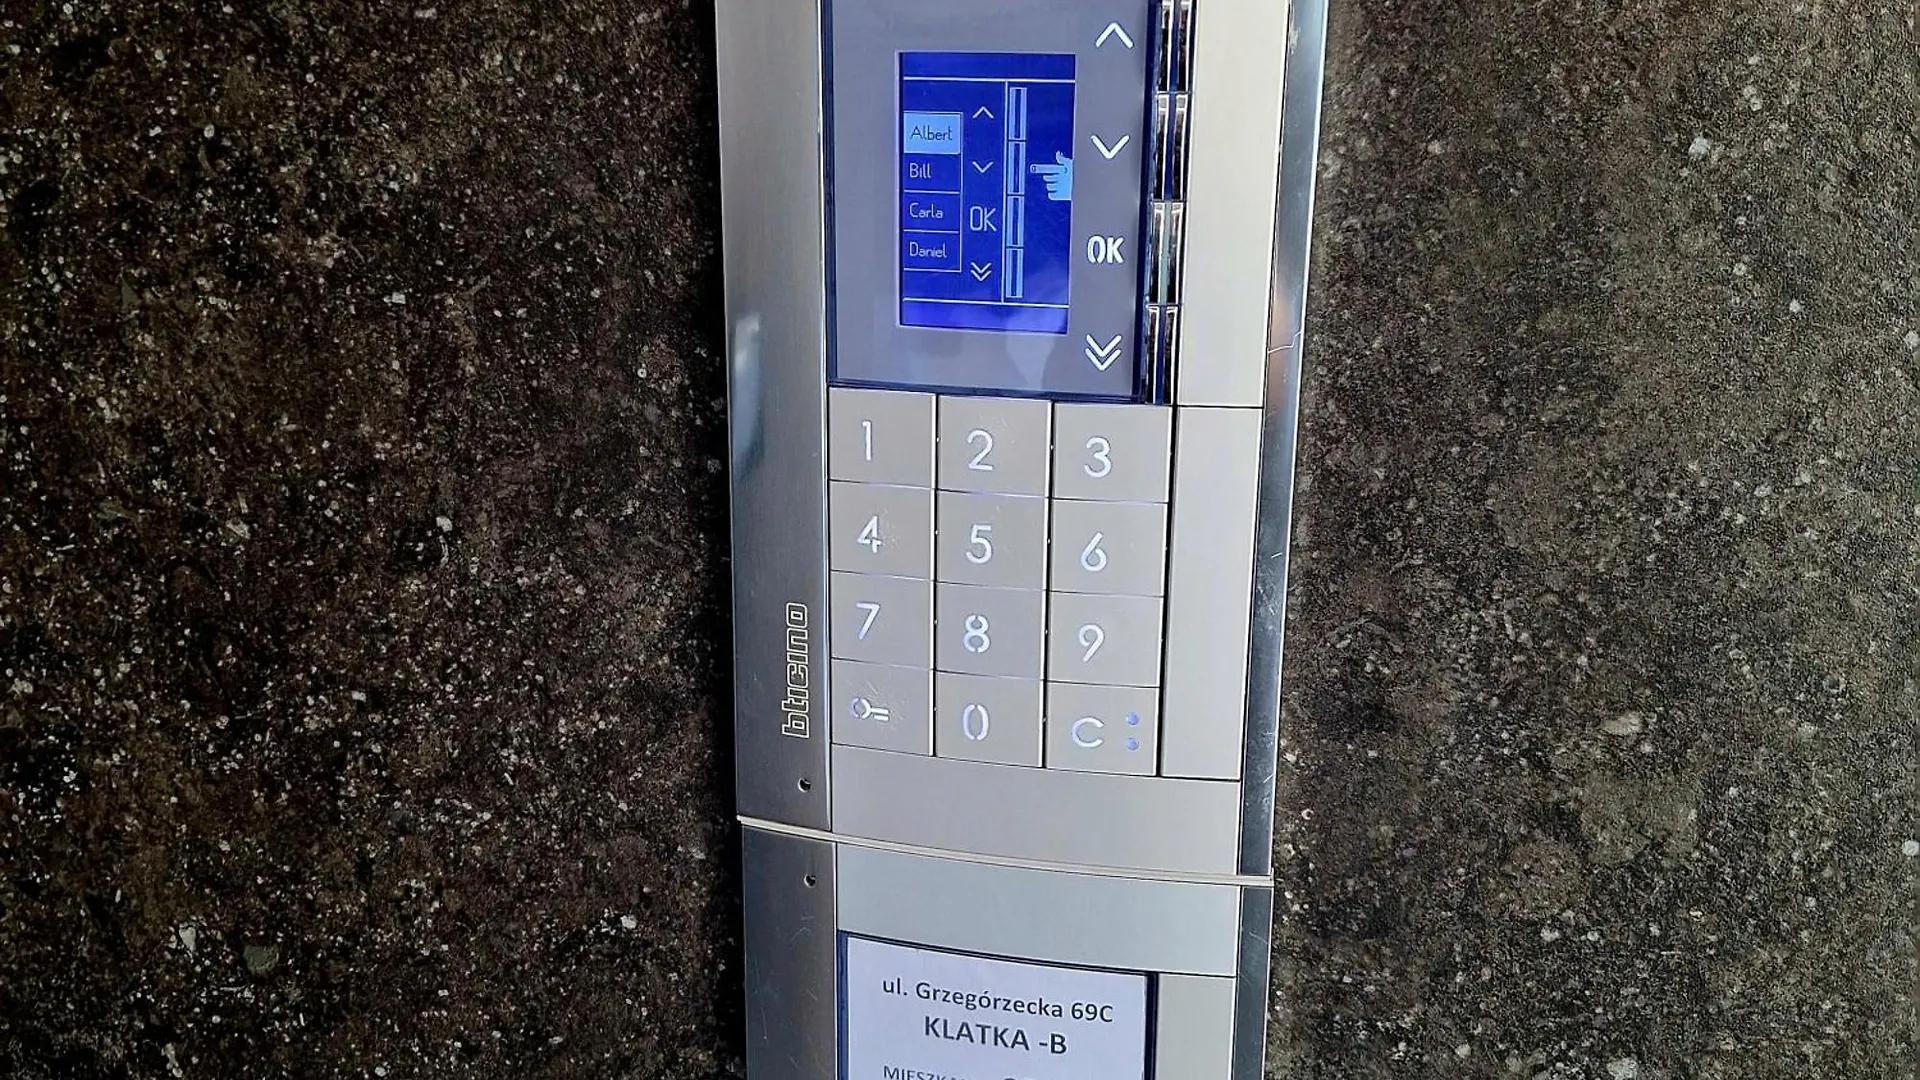 Albert
Bill
Carla
Daniel
OK
OK
1 2 3
4 5 6
7 8 9
0 C
bticino
ul. Grzegórzecka 69C
KLATKA -B